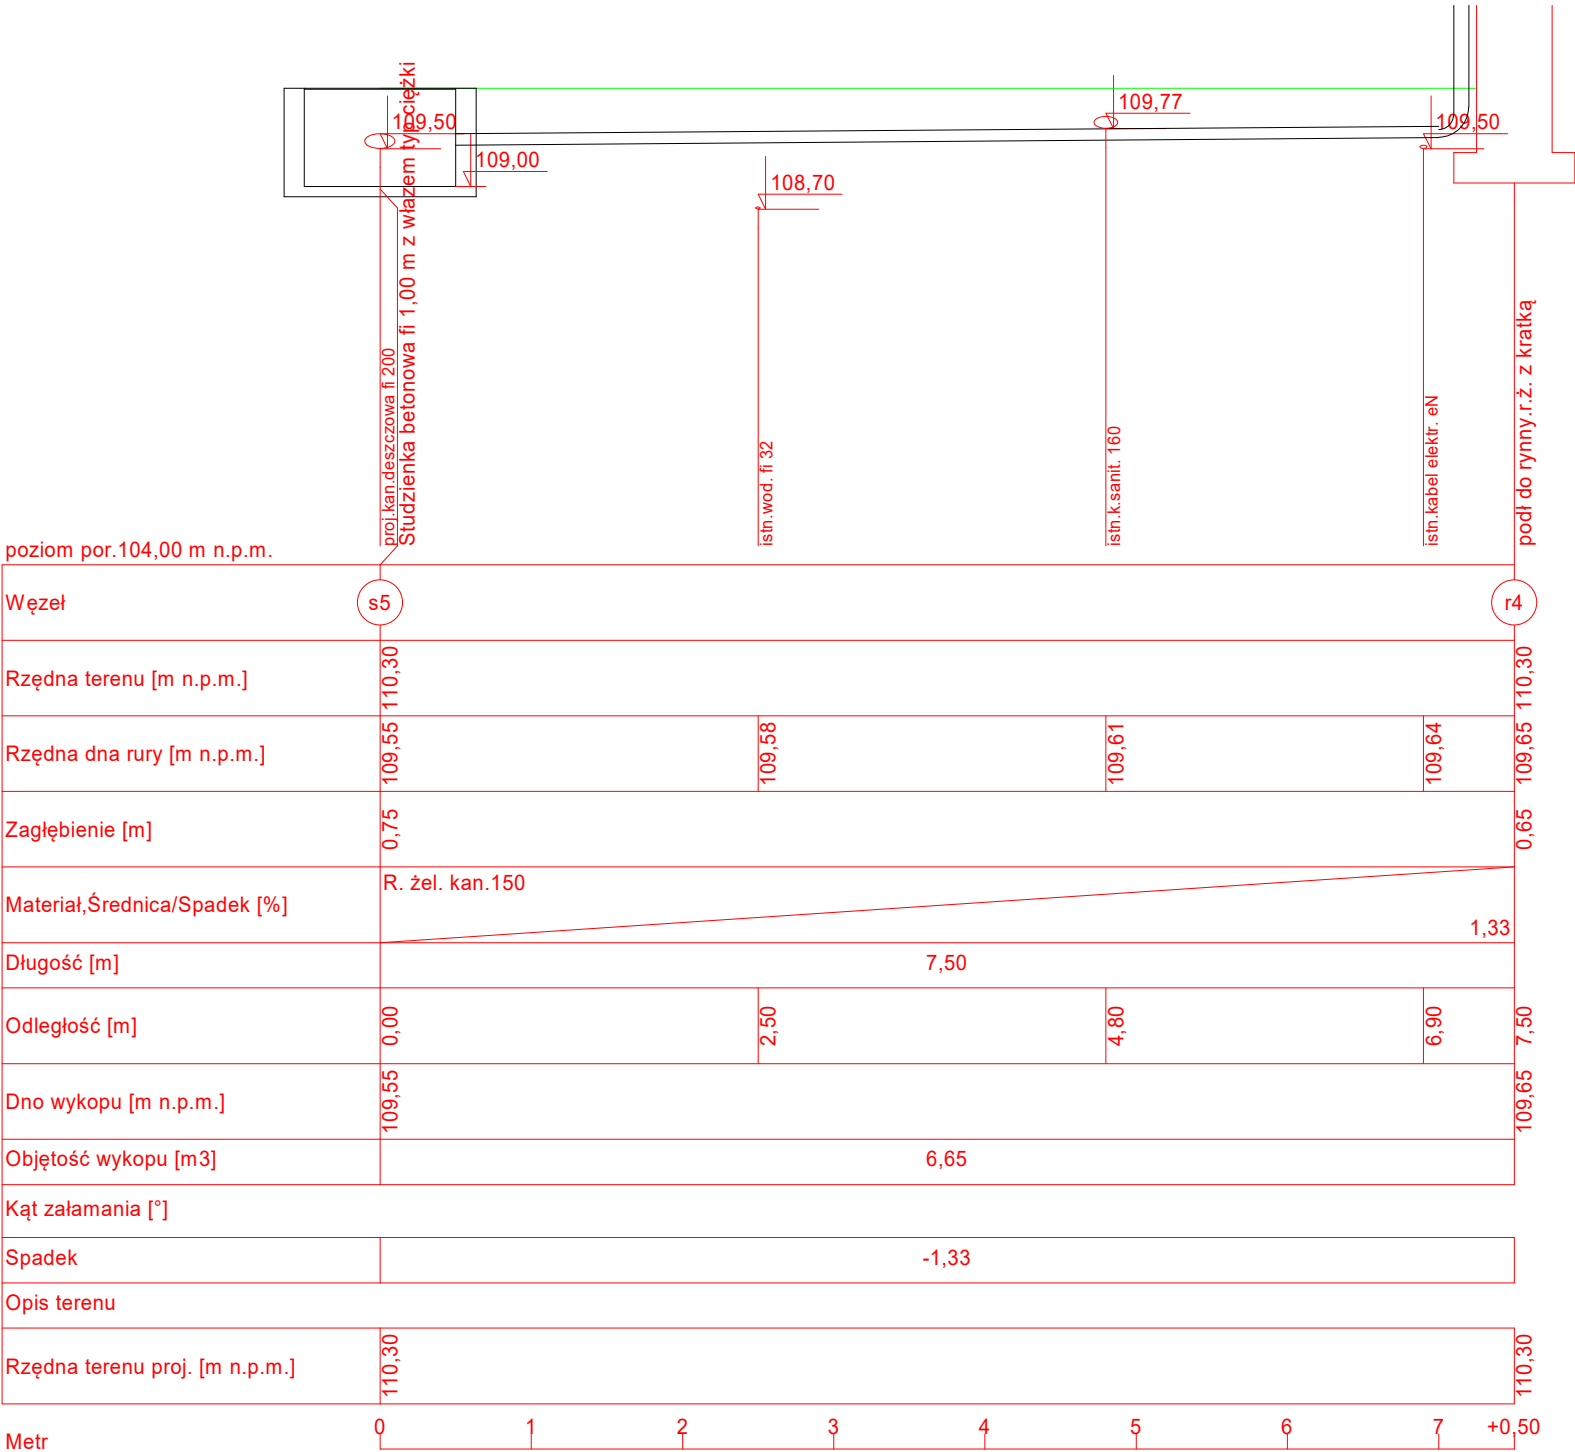 109,50
109,00
108,70
109,77
109,50
proj.kan.deszczowa fi 200
Studzienka betonowa fi 1,00 m z włazem typ ciężki
istn.wod. fi 32
istn.k.sanit. 160
istn.kabel elektr. eN
podł do rynny.r.ż. z kratką
poziom por.104,00 m n.p.m.
Węzeł s5 r4
Rzędna terenu [m n.p.m.] 110,30 110,30
Rzędna dna rury [m n.p.m.] 109,55 109,58 109,61 109,64 109,65
Zagłębienie [m] 0,75 0,65
R. żel. kan.150
Materiał,Średnica/Spadek [%] 1,33
Długość [m] 7,50
Odległość [m] 0,00 2,50 4,80 6,90 7,50
Dno wykopu [m n.p.m.] 109,55 109,65
Objętość wykopu [m3] 6,65
Kąt załamania [°]
Spadek -1,33
Opis terenu
Rzędna terenu proj. [m n.p.m.] 110,30 110,30
Metr 0 1 2 3 4 5 6 7 +0,50